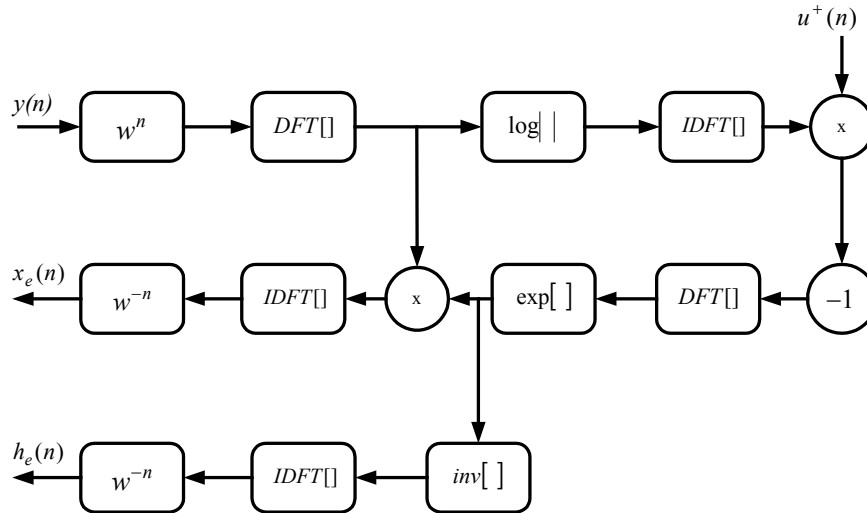 u⁺(n)
y(n)
wⁿ
DFT[]
log| |
IDFT[]
x
xₑ(n)
w⁻ⁿ
IDFT[]
x
exp[ ]
DFT[]
−1
hₑ(n)
w⁻ⁿ
IDFT[]
inv[ ]